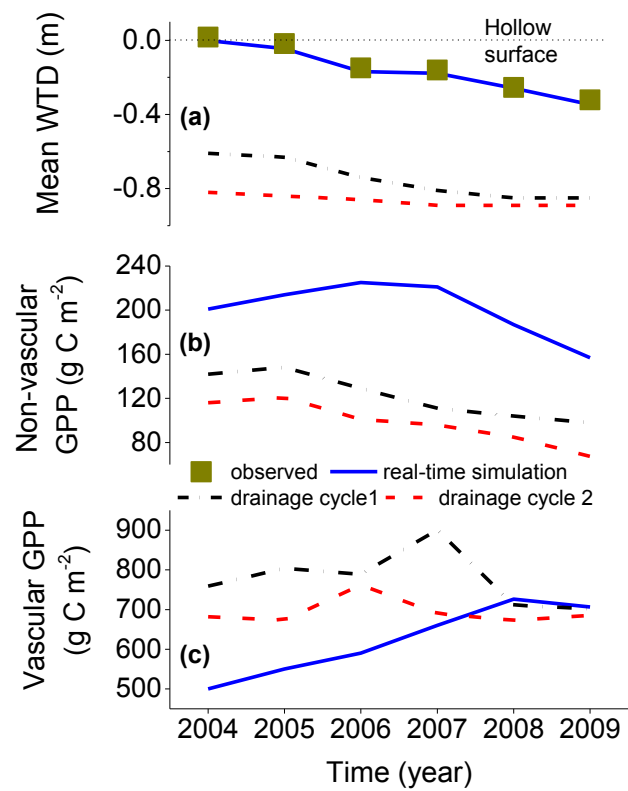 Mean WTD (m)
0.0
-0.4
-0.8
Hollow
surface
(a)
Non-vascular
GPP (g C m-2)
240
200
160
120
80
(b)
observed
real-time simulation
drainage cycle1
drainage cycle 2
Vascular GPP
(g C m-2)
900
800
700
600
500
(c)
2004 2005 2006 2007 2008 2009
Time (year)